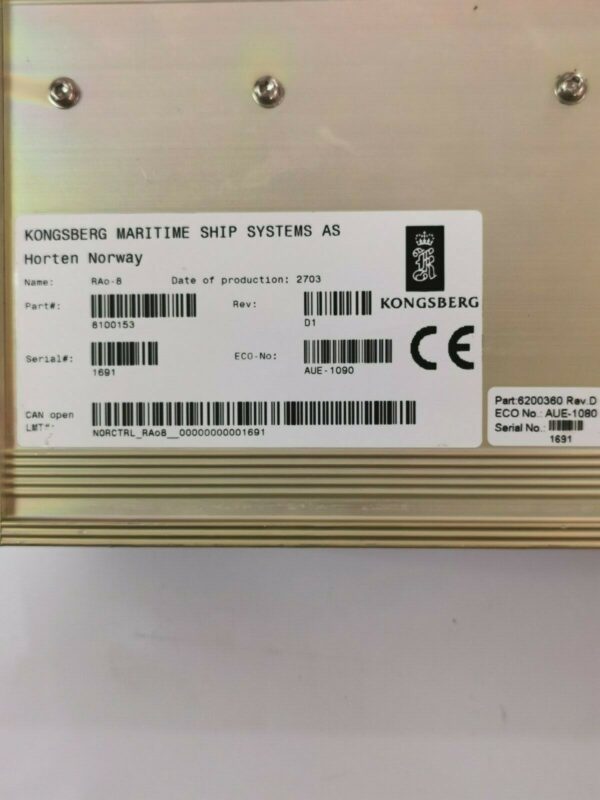 KONGSBERG MARITIME SHIP SYSTEMS AS
Horten Norway
Name: RAo-8 Date of production: 2703
Part#: 8100153 Rev: D1
KONGSBERG
Serial#: 1691 ECO-No: AUE-1090
CE
CAN open
LMT#: NORCTRL_RAo8__00000000001691
Part:6200360 Rev.D
ECO No.: AUE-1080
Serial No.:
1691